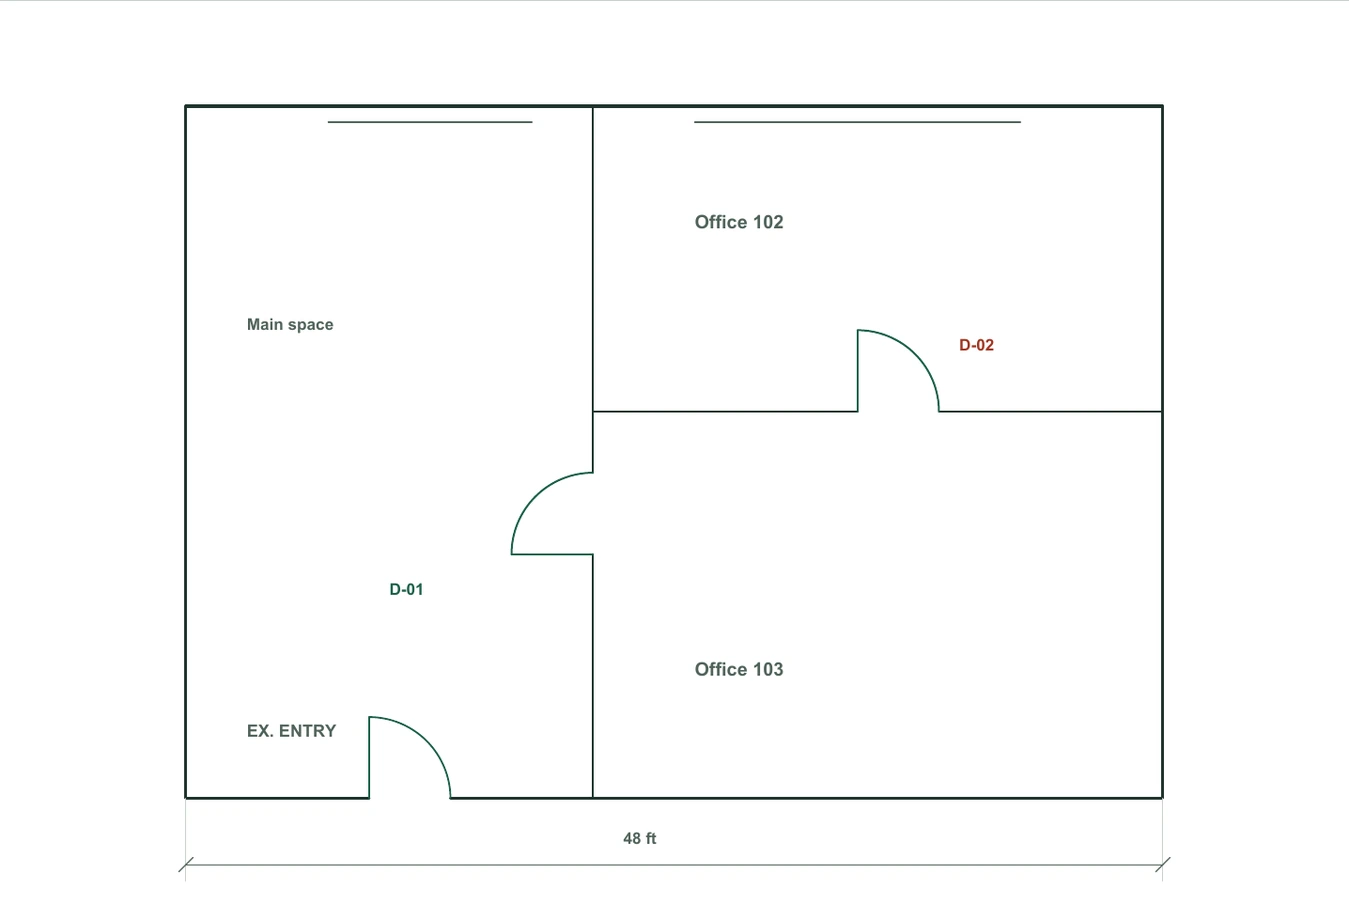 Office 102
Main space
D-02
D-01
Office 103
EX. ENTRY
48 ft